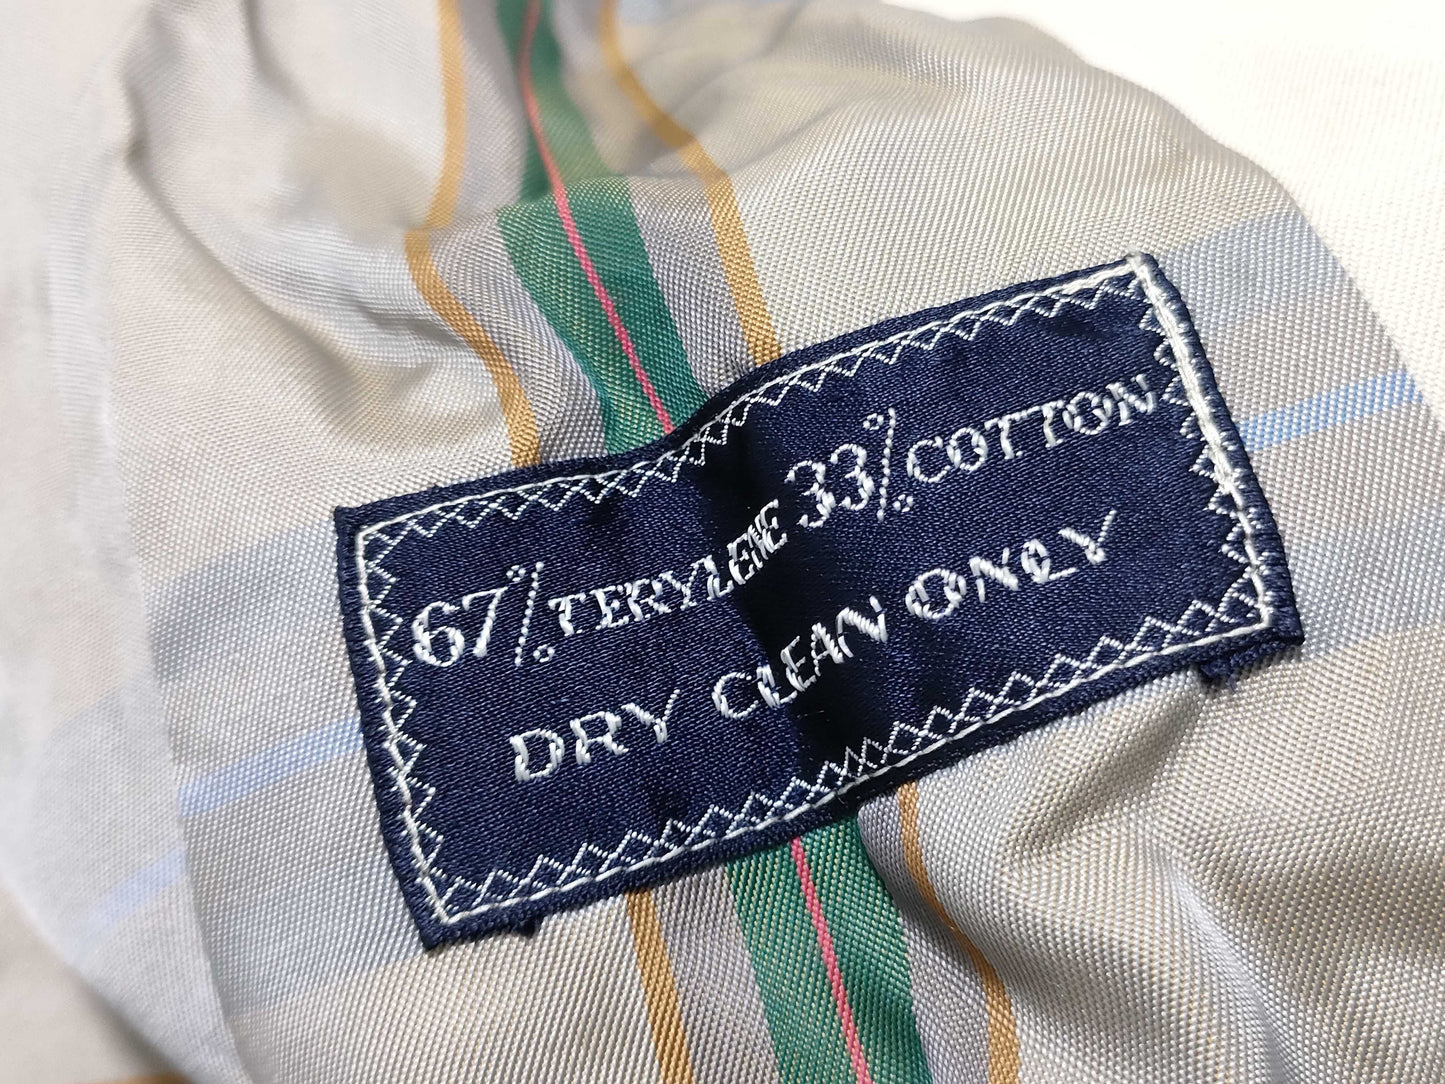 67% TERYLENE 33% COTTON
DRY CLEAN ONLY